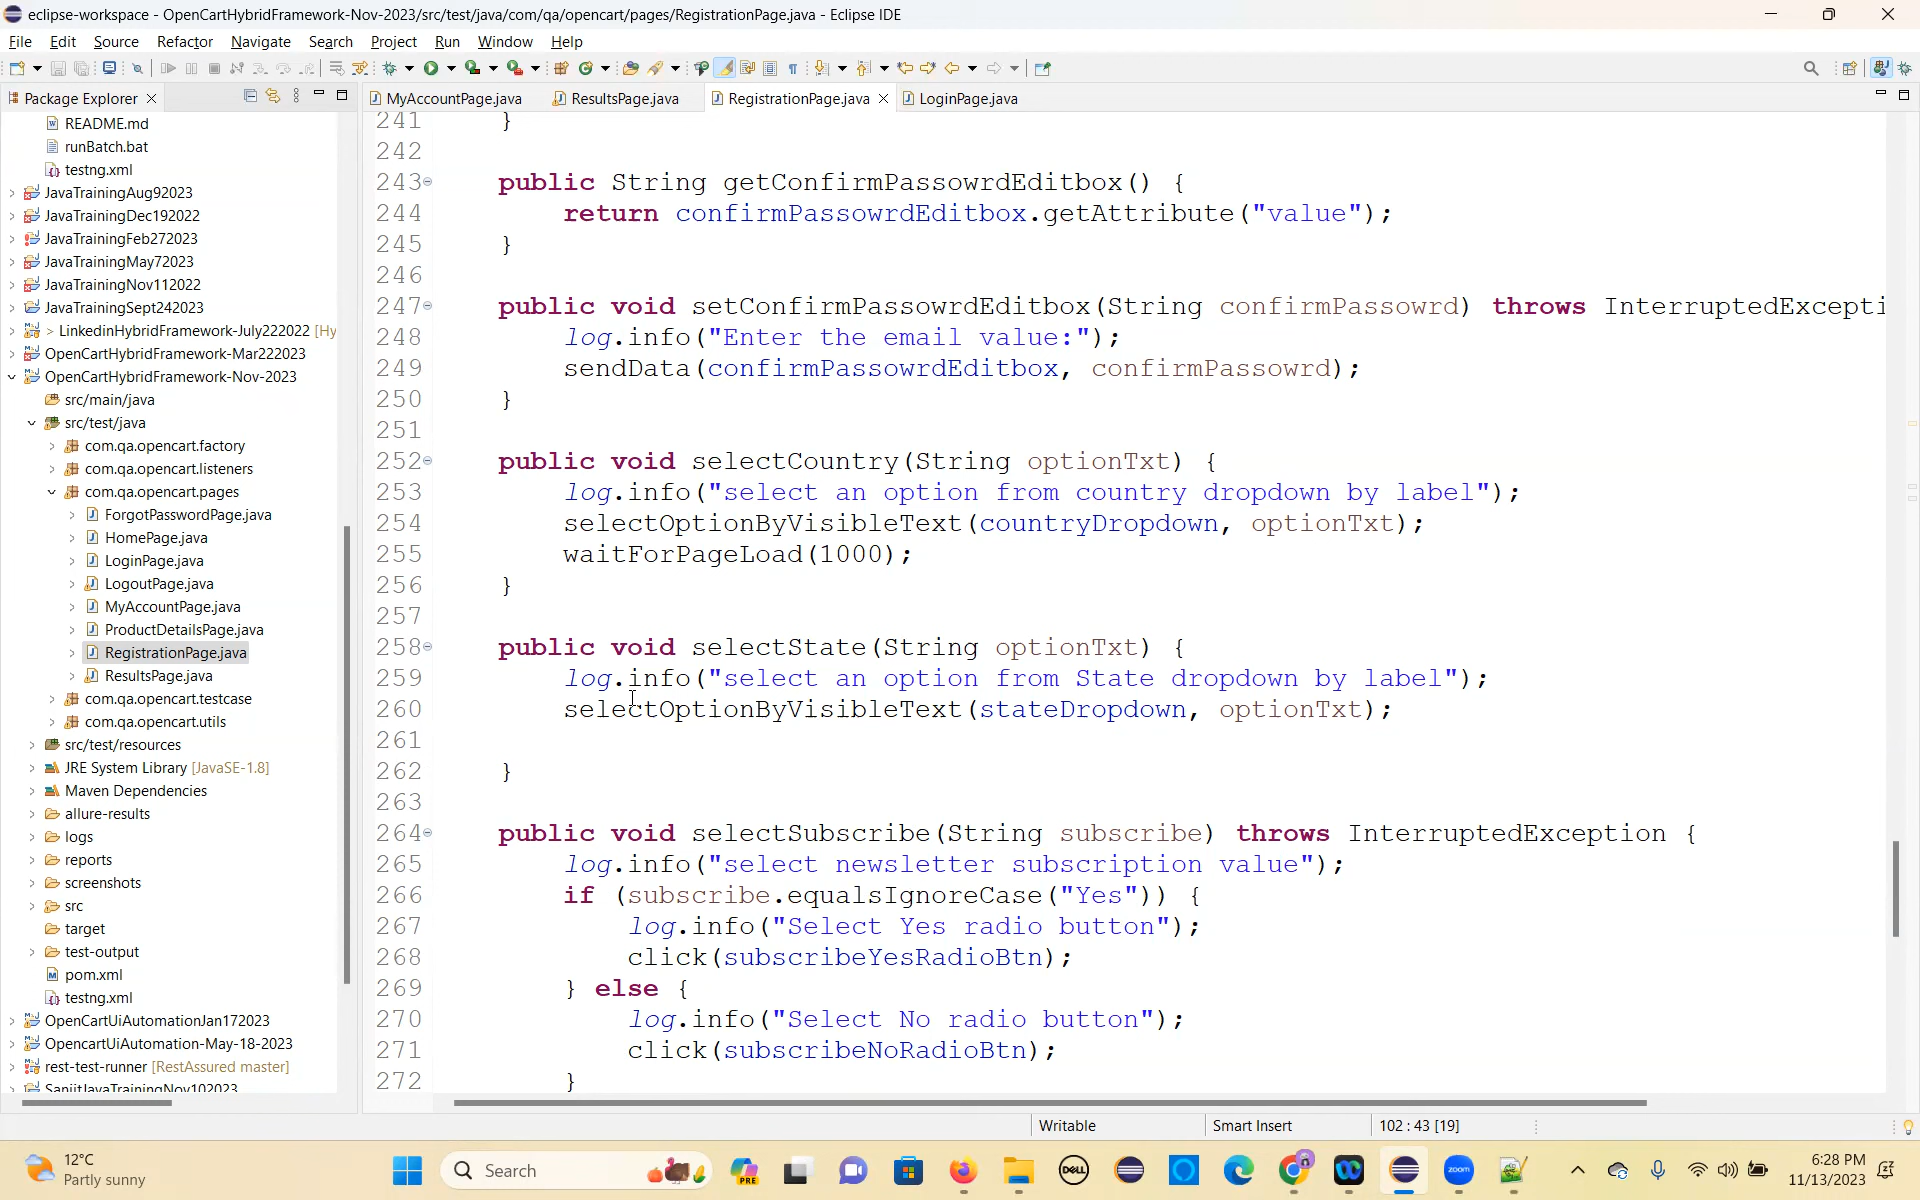 eclipse-workspace - OpenCartHybridFramework-Nov-2023/src/test/java/com/qa/opencart/pages/RegistrationPage.java - Eclipse IDE
File Edit Source Refactor Navigate Search Project Run Window Help
Package Explorer
MyAccountPage.java ResultsPage.java RegistrationPage.java LoginPage.java
README.md
runBatch.bat
testng.xml
JavaTrainingAug92023
JavaTrainingDec192022
JavaTrainingFeb272023
JavaTrainingMay72023
JavaTrainingNov112022
JavaTrainingSept242023
> LinkedinHybridFramework-July222022 [Hy
OpenCartHybridFramework-Mar222023
OpenCartHybridFramework-Nov-2023
src/main/java
src/test/java
com.qa.opencart.factory
com.qa.opencart.listeners
com.qa.opencart.pages
ForgotPasswordPage.java
HomePage.java
LoginPage.java
LogoutPage.java
MyAccountPage.java
ProductDetailsPage.java
RegistrationPage.java
ResultsPage.java
com.qa.opencart.testcase
com.qa.opencart.utils
src/test/resources
JRE System Library [JavaSE-1.8]
Maven Dependencies
allure-results
logs
reports
screenshots
src
target
test-output
pom.xml
testng.xml
OpenCartUiAutomationJan172023
OpencartUiAutomation-May-18-2023
rest-test-runner [RestAssured master]
SanjitJavaTrainingNov102023
241 }
242
243 public String getConfirmPassowrdEditbox() {
244 return confirmPassowrdEditbox.getAttribute("value");
245 }
246
247 public void setConfirmPassowrdEditbox(String confirmPassowrd) throws InterruptedExcepti
248 log.info("Enter the email value:");
249 sendData(confirmPassowrdEditbox, confirmPassowrd);
250 }
251
252 public void selectCountry(String optionTxt) {
253 log.info("select an option from country dropdown by label");
254 selectOptionByVisibleText(countryDropdown, optionTxt);
255 waitForPageLoad(1000);
256 }
257
258 public void selectState(String optionTxt) {
259 log.info("select an option from State dropdown by label");
260 selectOptionByVisibleText(stateDropdown, optionTxt);
261
262 }
263
264 public void selectSubscribe(String subscribe) throws InterruptedException {
265 log.info("select newsletter subscription value");
266 if (subscribe.equalsIgnoreCase("Yes")) {
267 log.info("Select Yes radio button");
268 click(subscribeYesRadioBtn);
269 } else {
270 log.info("Select No radio button");
271 click(subscribeNoRadioBtn);
272 }
Writable Smart Insert 102 : 43 [19]
12°C
Partly sunny
Search
PRE
DELL
zoom
6:28 PM
11/13/2023